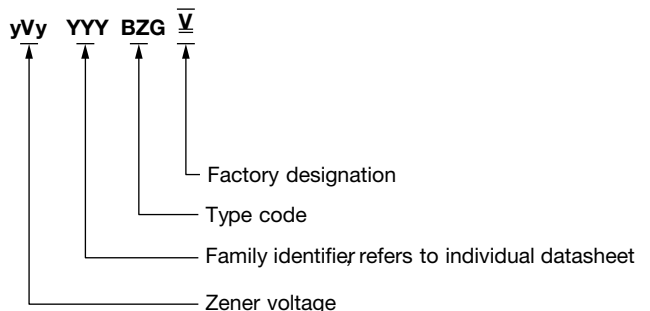 yVy YYY BZG V
Factory designation
Type code
Family identifier, refers to individual datasheet
Zener voltage